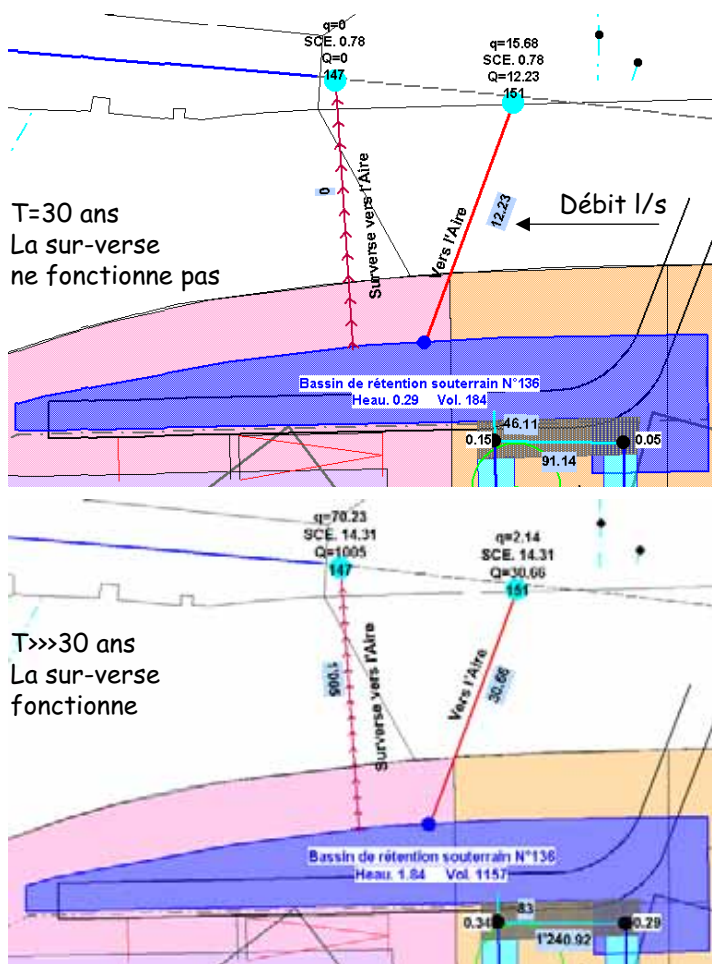 q=0
SCE. 0.78
Q=0
147
q=15.68
SCE. 0.78
Q=12.23
151
T=30 ans
La sur-verse
ne fonctionne pas
0
Surverse vers l'Aire
Vers l'Aire
12.23
Débit l/s
Bassin de rétention souterrain N°136
Heau. 0.29 Vol. 184
46.11
0.15
0.05
91.14
q=70.23
SCE. 14.31
Q=1005
147
q=2.14
SCE. 14.31
Q=30.66
151
T>>>30 ans
La sur-verse
fonctionne
1'005
Surverse vers l'Aire
Vers l'Aire
30.66
Bassin de rétention souterrain N°136
Heau. 1.84 Vol. 1157
83
0.34
0.29
1'240.92